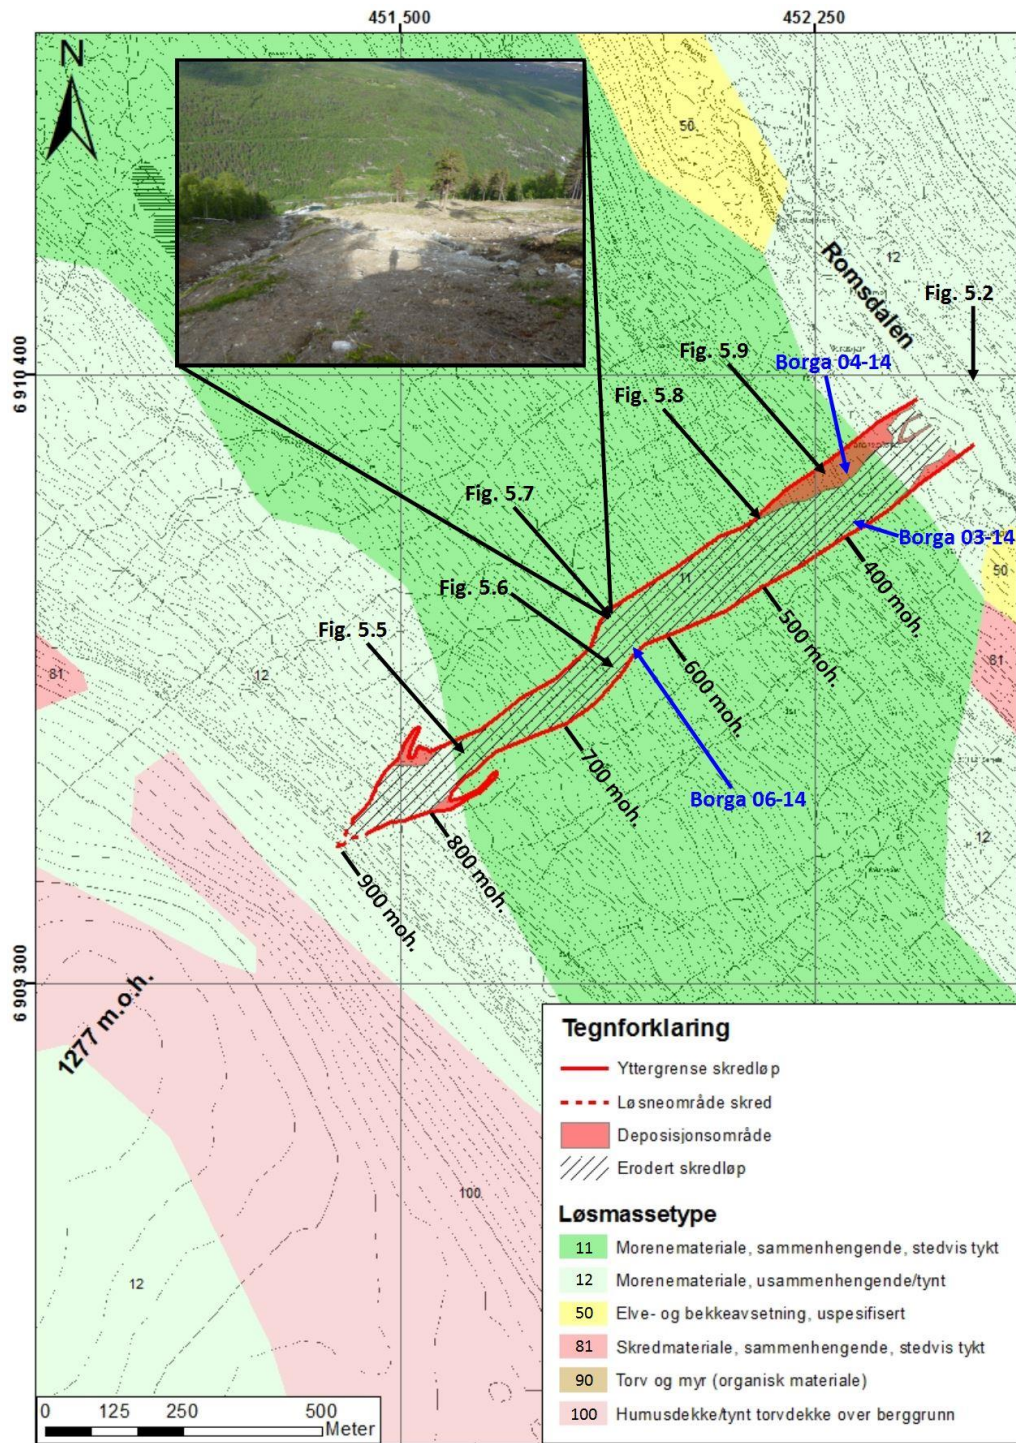 451 500
452 250
N
50
Romsdalen
12
Fig. 5.2
6 910 400
Fig. 5.9
Borga 04-14
Fig. 5.8
Fig. 5.7
Borga 03-14
11
50
Fig. 5.6
400 moh.
Fig. 5.5
500 moh.
81
12
81
600 moh.
700 moh.
Borga 06-14
12
800 moh.
900 moh.
6 909 300
1277 m.o.h.
100
12
Tegnforklaring
Yttergrense skredløp
Løsneområde skred
Deposisjonsområde
Erodert skredløp
Løsmassetype
11 Morenemateriale, sammenhengende, stedvis tykt
12 Morenemateriale, usammenhengende/tynt
50 Elve- og bekkeavsetning, uspesifisert
81 Skredmateriale, sammenhengende, stedvis tykt
90 Torv og myr (organisk materiale)
100 Humusdekke/tynt torvdekke over berggrunn
0 125 250 500
Meter